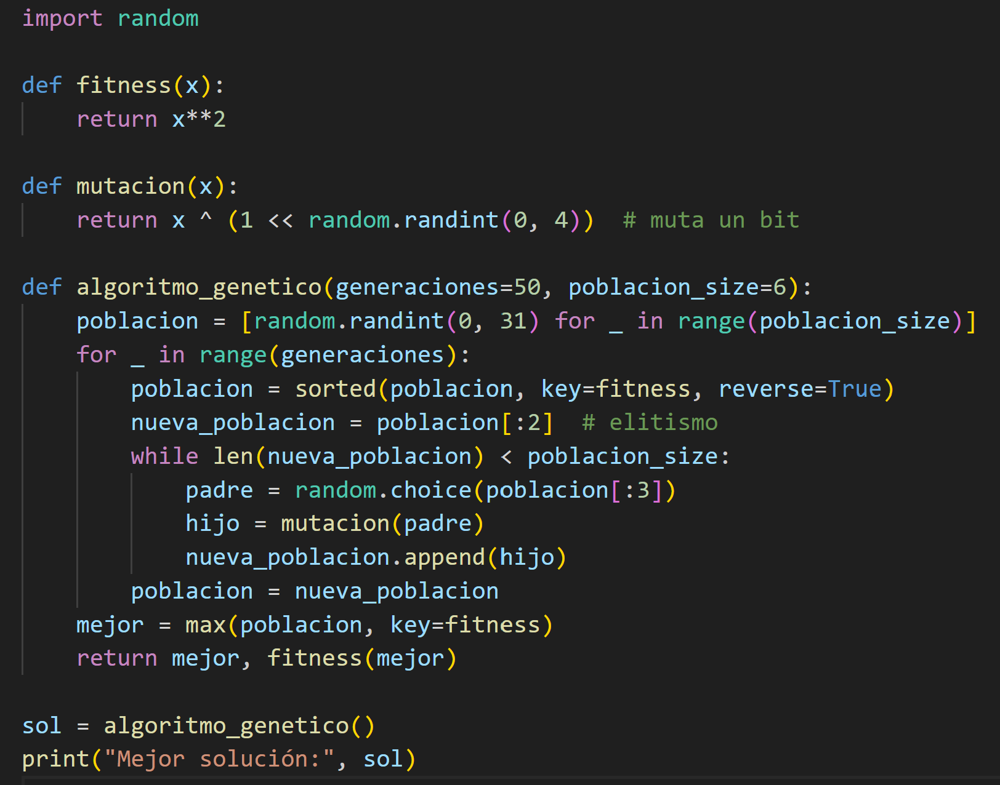 import random
def fitness(x):
    return x**2
def mutacion(x):
    return x ^ (1 << random.randint(0, 4))  # muta un bit
def algoritmo_genetico(generaciones=50, poblacion_size=6):
    poblacion = [random.randint(0, 31) for _ in range(poblacion_size)]
    for _ in range(generaciones):
        poblacion = sorted(poblacion, key=fitness, reverse=True)
        nueva_poblacion = poblacion[:2]  # elitismo
        while len(nueva_poblacion) < poblacion_size:
            padre = random.choice(poblacion[:3])
            hijo = mutacion(padre)
            nueva_poblacion.append(hijo)
        poblacion = nueva_poblacion
    mejor = max(poblacion, key=fitness)
    return mejor, fitness(mejor)
sol = algoritmo_genetico()
print("Mejor solución:", sol)